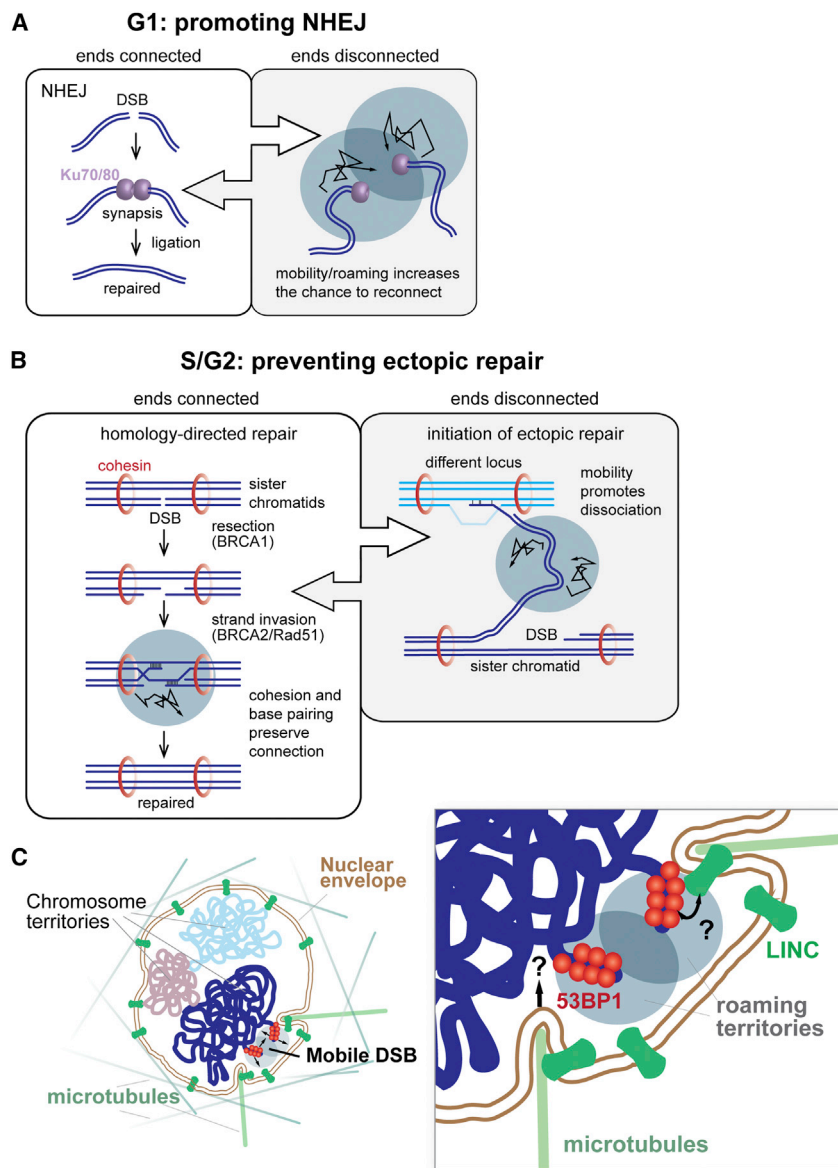 A
G1: promoting NHEJ
ends connected
ends disconnected
NHEJ
DSB
Ku70/80
synapsis
ligation
repaired
mobility/roaming increases
the chance to reconnect
B
S/G2: preventing ectopic repair
ends connected
ends disconnected
homology-directed repair
cohesin
sister
chromatids
DSB
resection
(BRCA1)
strand invasion
(BRCA2/Rad51)
cohesion and
base pairing
preserve
connection
repaired
initiation of ectopic repair
different locus
mobility
promotes
dissociation
DSB
sister chromatid
C
Nuclear
envelope
Chromosome
territories
Mobile DSB
microtubules
?
?
LINC
53BP1
roaming
territories
microtubules